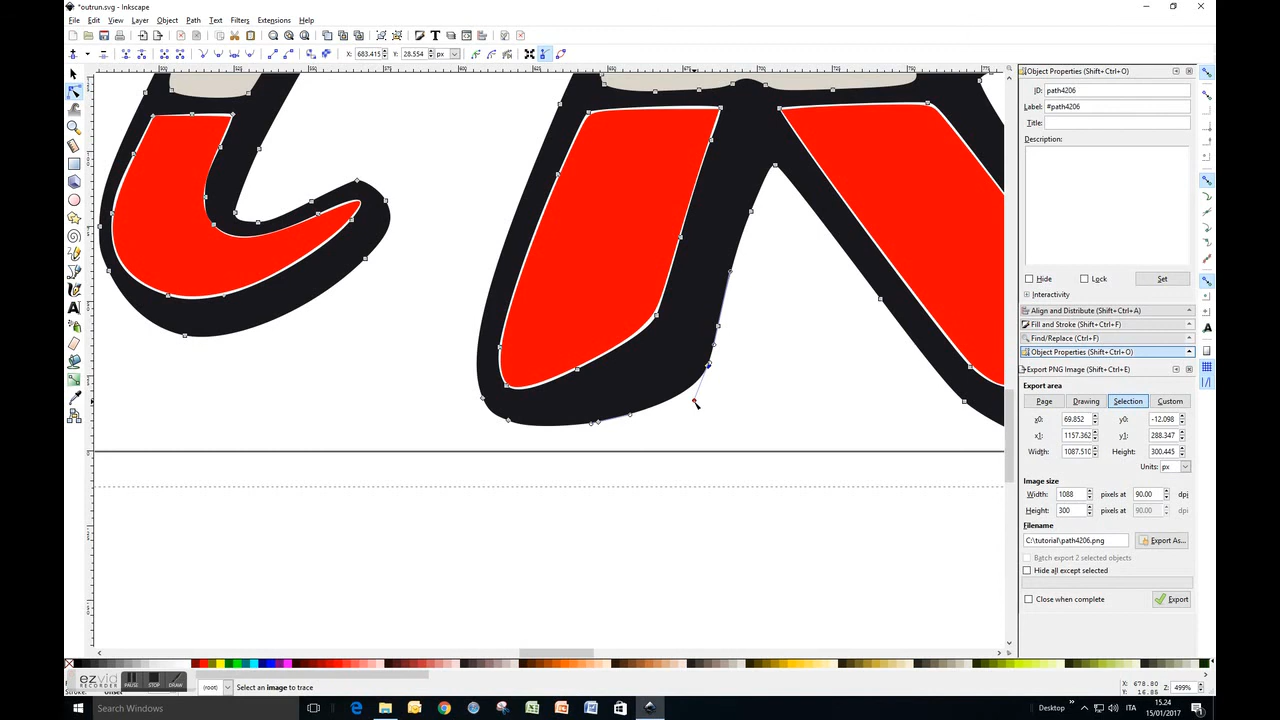 *outrun.svg - Inkscape
File Edit View Layer Object Path Text Filters Extensions Help
X: 683.415 Y: 28.554 px
Object Properties (Shift+Ctrl+O)
ID: path4206
Label: #path4206
Title:
Description:
Hide Lock Set
Interactivity
Align and Distribute (Shift+Ctrl+A)
Fill and Stroke (Shift+Ctrl+F)
Find/Replace (Ctrl+F)
Object Properties (Shift+Ctrl+O)
Export PNG Image (Shift+Ctrl+E)
Export area
Page Drawing Selection Custom
x0: 69.852 y0: -12.098
x1: 1157.362 y1: 288.347
Width: 1087.510 Height: 300.445
Units: px
Image size
Width: 1088 pixels at 90.00 dpi
Height: 300 pixels at 90.00 dpi
Filename
C:\tutorial\path4206.png Export As...
Batch export 2 selected objects
Hide all except selected
Close when complete Export
ezvid
RECORDER
PAUSE STOP DRAW
(root) Select an image to trace
X: 678.80
Y: 16.85
Z: 499%
Search Windows
Desktop ITA
15.24
15/01/2017